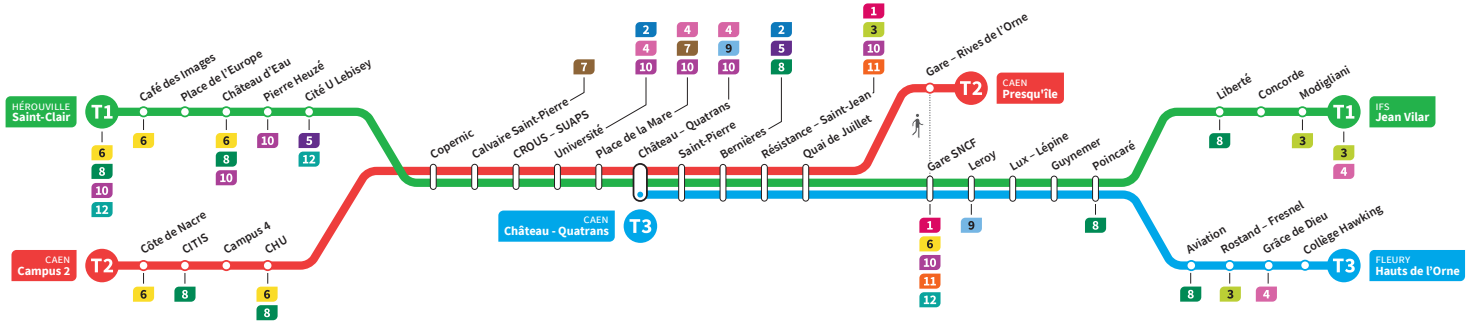 HÉROUVILLE
Saint-Clair
T1
6
8
10
12
Café des Images
6
Place de l'Europe
Château d'Eau
6
8
10
Pierre Heuzé
10
Cité U Lebisey
5
12
CAEN
Campus 2
T2
Côte de Nacre
6
CITIS
8
Campus 4
CHU
6
8
Copernic
Calvaire Saint-Pierre
7
CROUS – SUAPS
Université
2
4
10
Place de la Mare
4
7
10
Château – Quatrans
4
9
10
CAEN
Château - Quatrans
T3
Saint-Pierre
Bernières
2
5
8
Résistance – Saint-Jean
1
3
10
11
Quai de Juillet
Gare – Rives de l'Orne
T2
CAEN
Presqu'île
Gare SNCF
1
6
10
11
12
Leroy
9
Lux – Lépine
Guynemer
Poincaré
8
Liberté
8
Concorde
Modigliani
3
T1
3
4
IFS
Jean Vilar
Aviation
8
Rostand – Fresnel
3
Grâce de Dieu
4
Collège Hawking
T3
FLEURY
Hauts de l'Orne